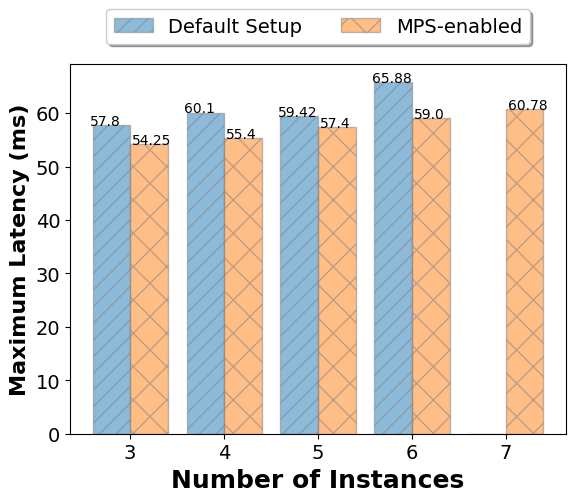 Default Setup MPS-enabled
Maximum Latency (ms)
60
50
40
30
20
10
0
57.8 54.25 60.1 55.4 59.42 57.4 65.88 59.0 60.78
3 4 5 6 7
Number of Instances